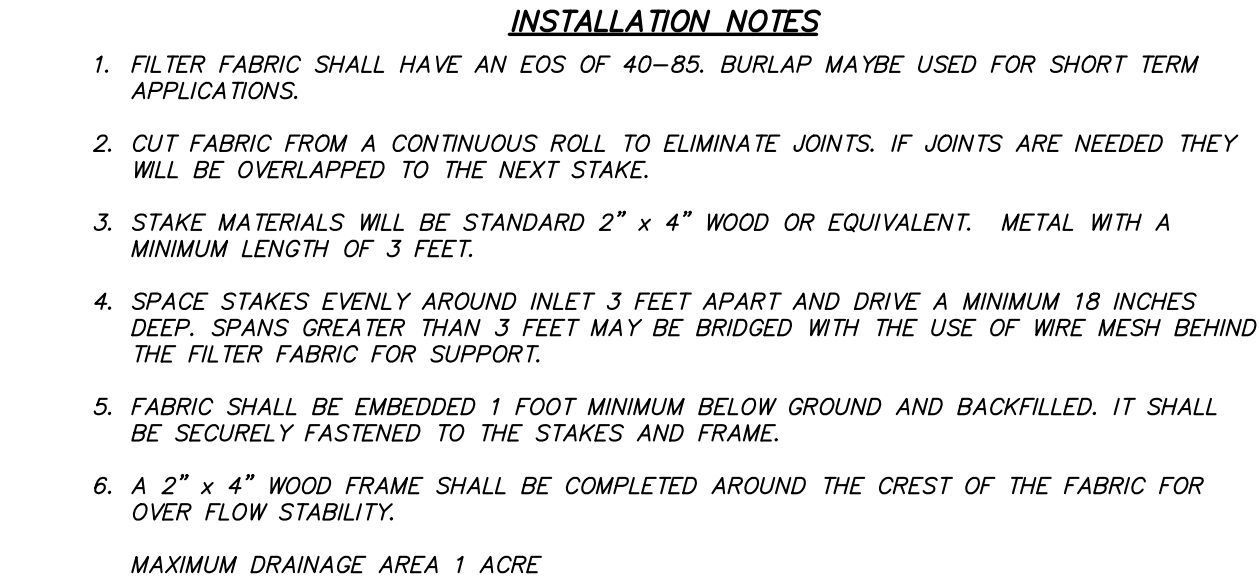 INSTALLATION NOTES
1. FILTER FABRIC SHALL HAVE AN EOS OF 40-85. BURLAP MAYBE USED FOR SHORT TERM
APPLICATIONS.
2. CUT FABRIC FROM A CONTINUOUS ROLL TO ELIMINATE JOINTS. IF JOINTS ARE NEEDED THEY
WILL BE OVERLAPPED TO THE NEXT STAKE.
3. STAKE MATERIALS WILL BE STANDARD 2" x 4" WOOD OR EQUIVALENT. METAL WITH A
MINIMUM LENGTH OF 3 FEET.
4. SPACE STAKES EVENLY AROUND INLET 3 FEET APART AND DRIVE A MINIMUM 18 INCHES
DEEP. SPANS GREATER THAN 3 FEET MAY BE BRIDGED WITH THE USE OF WIRE MESH BEHIND
THE FILTER FABRIC FOR SUPPORT.
5. FABRIC SHALL BE EMBEDDED 1 FOOT MINIMUM BELOW GROUND AND BACKFILLED. IT SHALL
BE SECURELY FASTENED TO THE STAKES AND FRAME.
6. A 2" x 4" WOOD FRAME SHALL BE COMPLETED AROUND THE CREST OF THE FABRIC FOR
OVER FLOW STABILITY.
MAXIMUM DRAINAGE AREA 1 ACRE